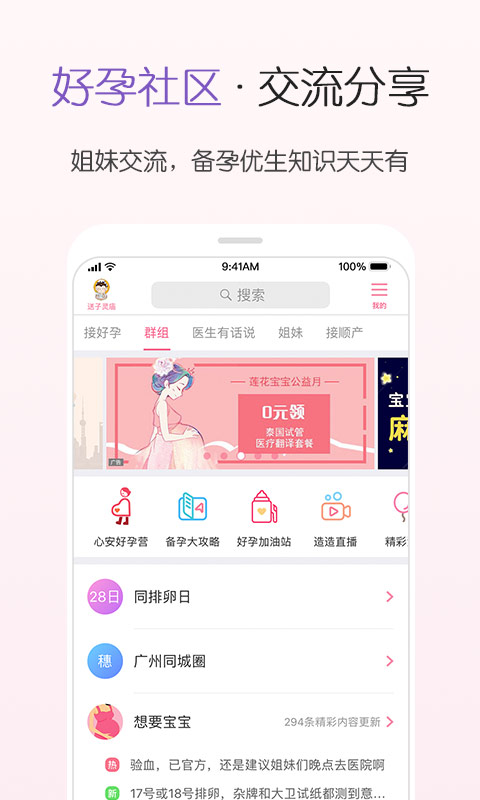 好孕社区·交流分享
姐妹交流，备孕优生知识天天有
9:41AM
100%
送子灵庙
搜索
我的
接好孕
群组
医生有话说
姐妹
接顺产
莲花宝宝公益月
0元领
泰国试管
医疗翻译套餐
广告
宝宝
麻
心安好孕营
备孕大攻略
好孕加油站
造造直播
精彩
28日
同排卵日
穗
广州同城圈
想要宝宝
294条精彩内容更新
热
验血，已官方，还是建议姐妹们晚点去医院啊
新
17号或18号排卵，杂牌和大卫试纸都测到意...